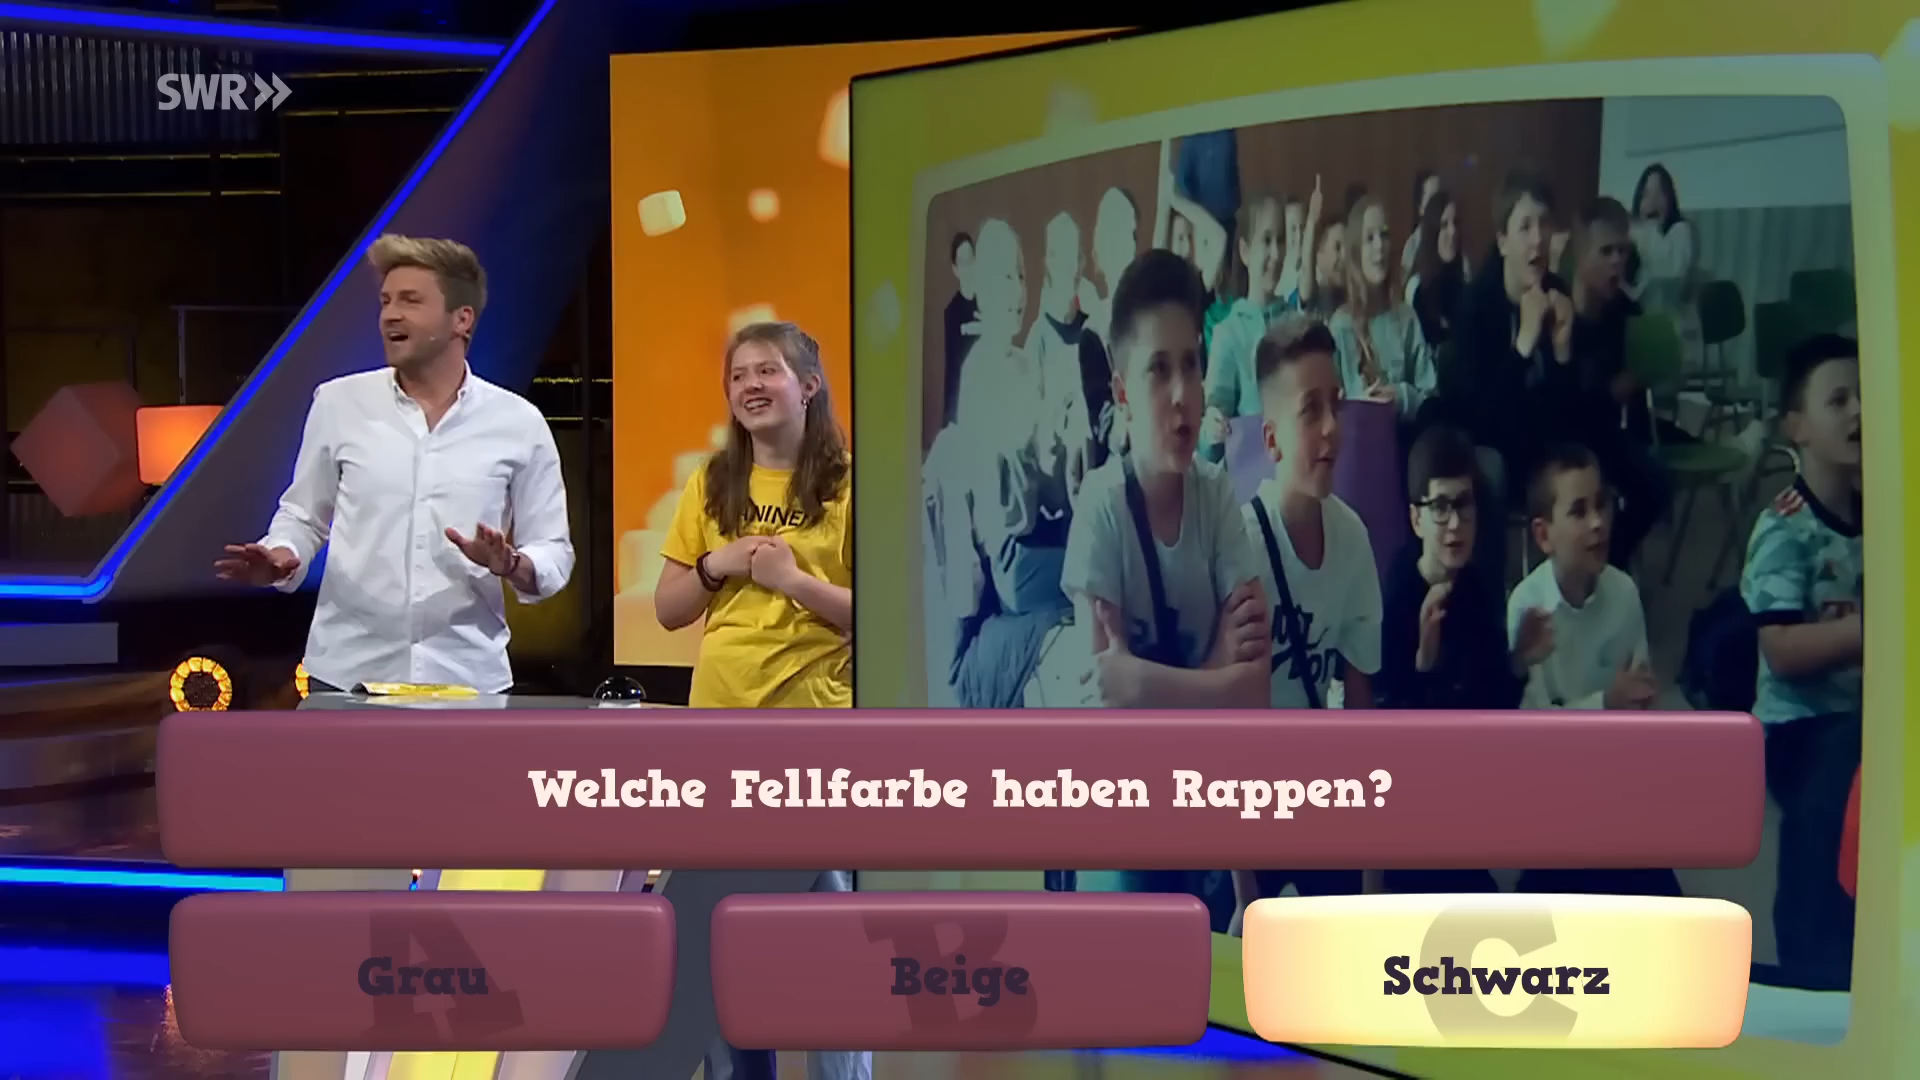 SWR
Welche Fellfarbe haben Rappen?
A
Grau
B
Beige
C
Schwarz